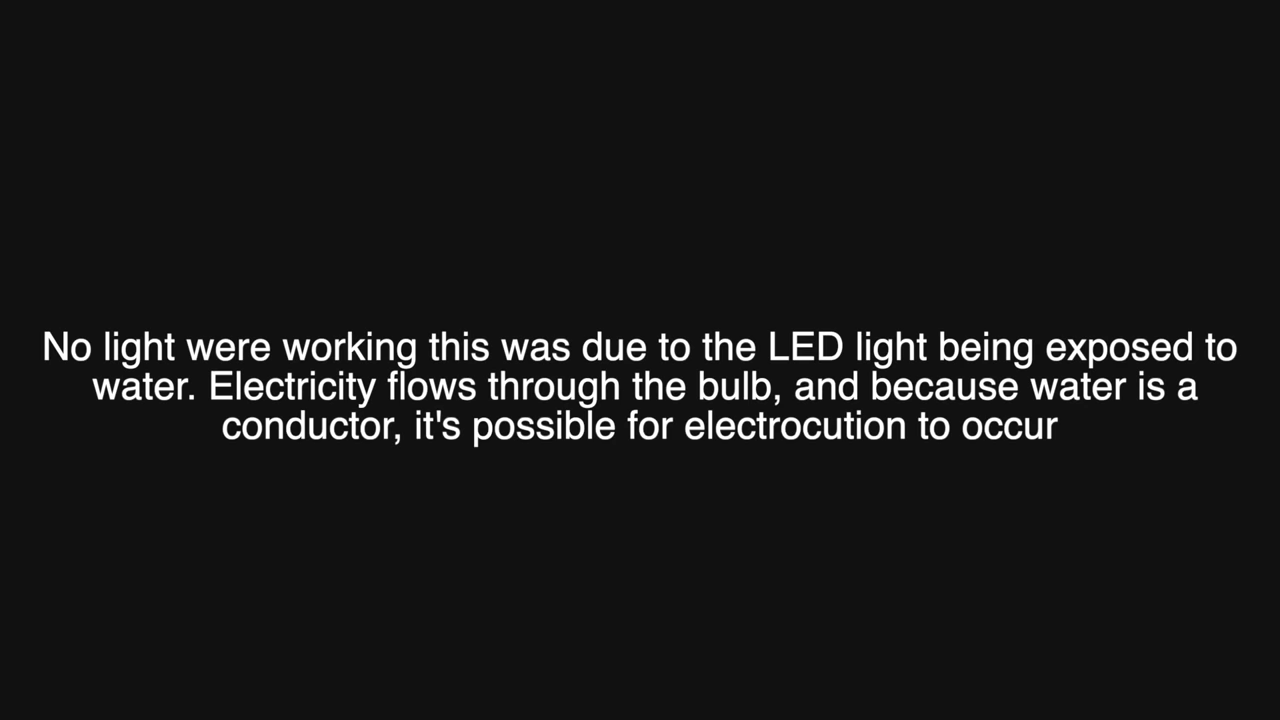 No light were working this was due to the LED light being exposed to
water. Electricity flows through the bulb, and because water is a
conductor, it's possible for electrocution to occur